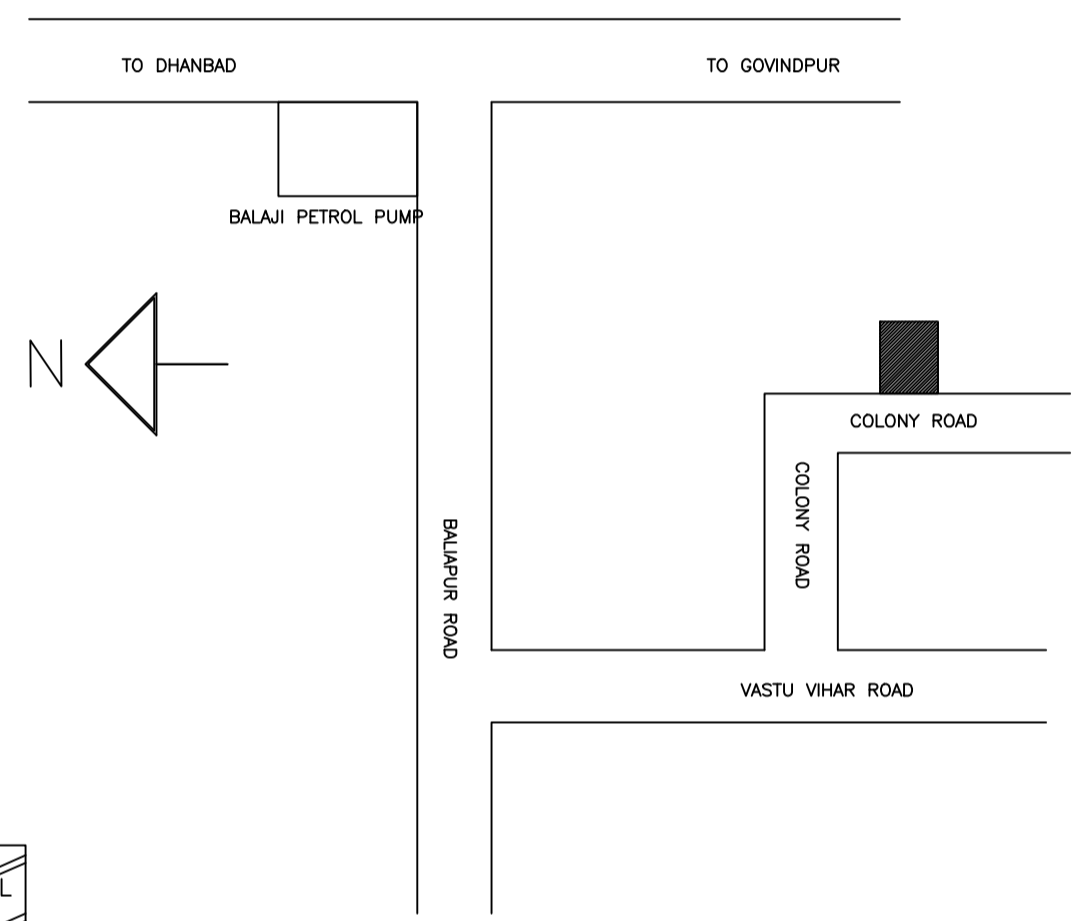 TO DHANBAD
TO GOVINDPUR
BALAJI PETROL PUMP
N
COLONY ROAD
COLONY ROAD
BALIAPUR ROAD
VASTU VIHAR ROAD
L